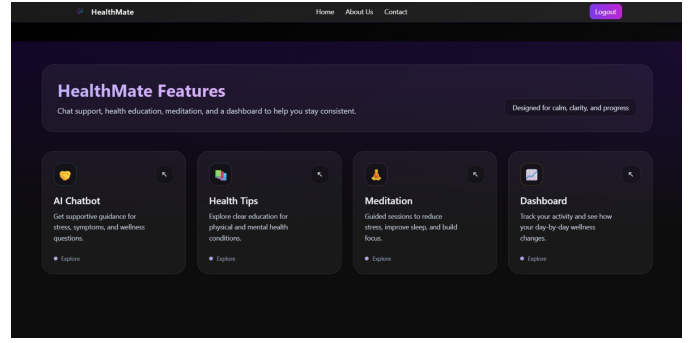 HealthMate
Home About Us Contact
Logout
HealthMate Features
Chat support, health education, meditation, and a dashboard to help you stay consistent.
Designed for calm, clarity, and progress
AI Chatbot
Get supportive guidance for
stress, symptoms, and wellness
questions.
Explore
Health Tips
Explore clear education for
physical and mental health
conditions.
Explore
Meditation
Guided sessions to reduce
stress, improve sleep, and build
focus.
Explore
Dashboard
Track your activity and see how
your day-by-day wellness
changes.
Explore